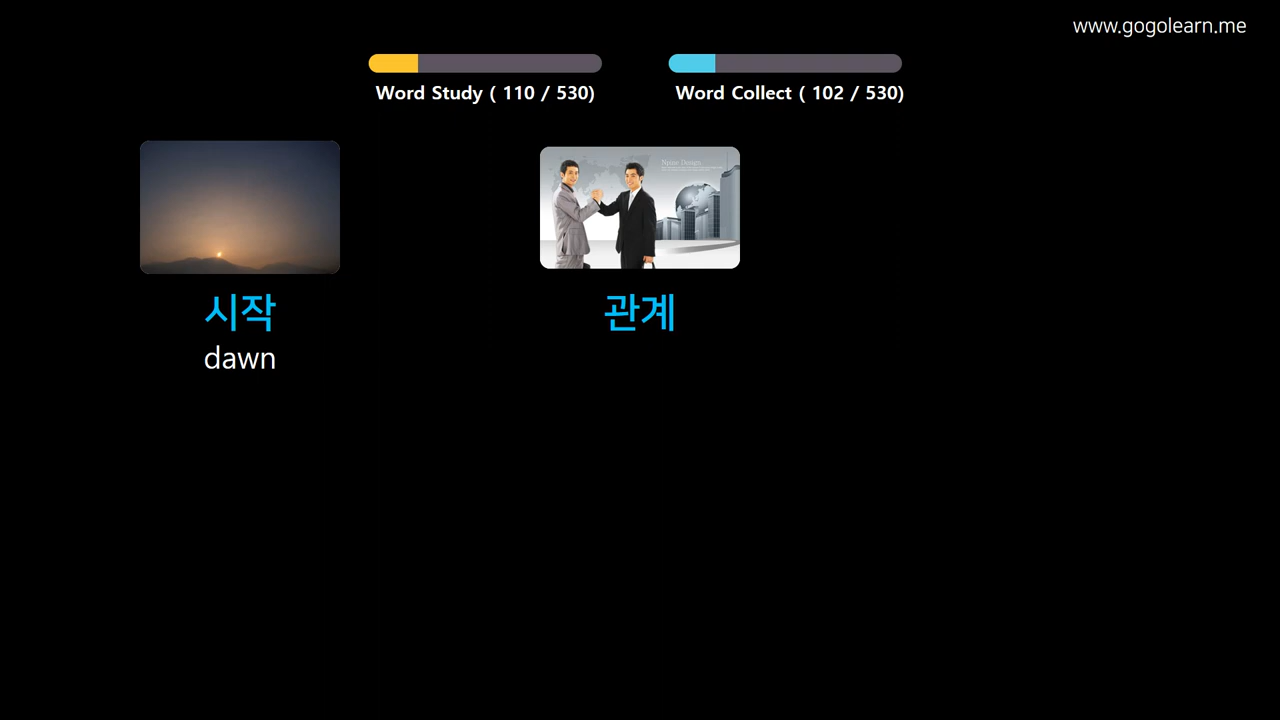 www.gogolearn.me
Word Study ( 110 / 530)
Word Collect ( 102 / 530)
시작
관계
dawn